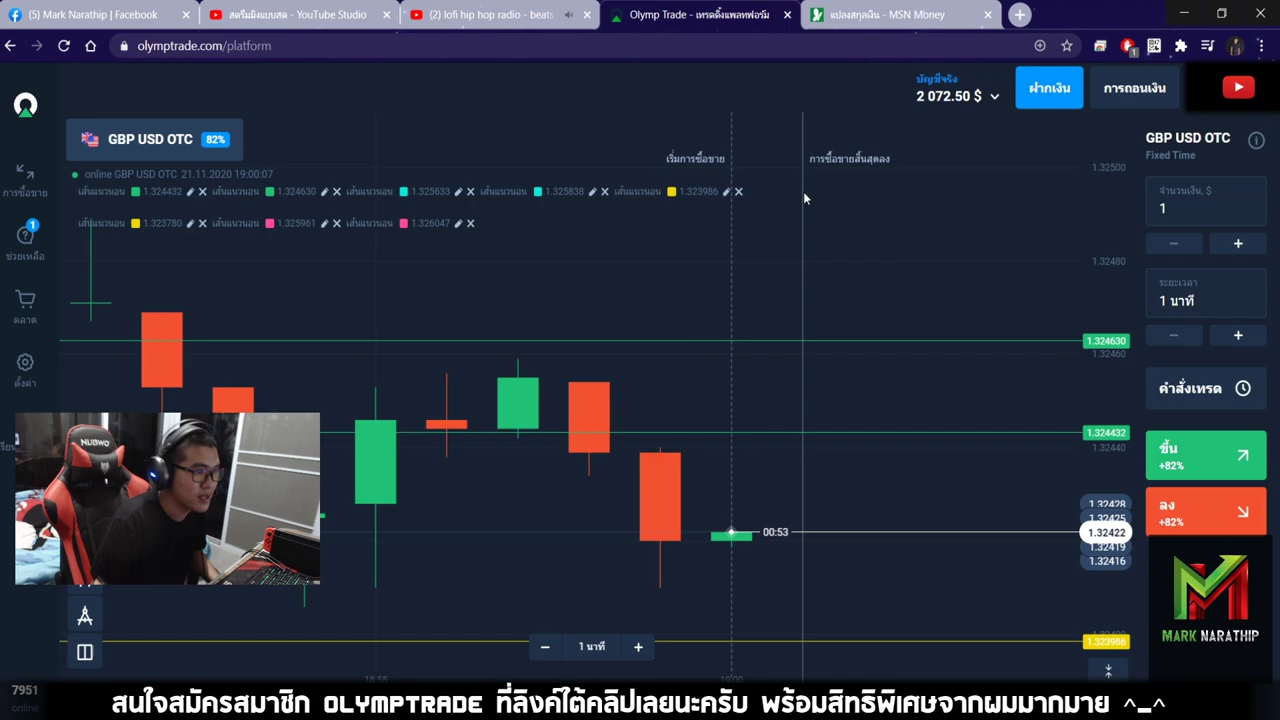 Mark Narathip | Facebook
สตรีมมิงแบบสด - YouTube Studio
(2) lofi hip hop radio - beats
Olymp Trade - เทรดดิ้งแพลทฟอร์ม
แปลงสกุลเงิน - MSN Money
olymptrade.com/platform
บัญชีจริง
2 072.50 $
ฝากเงิน
การถอนเงิน
GBP USD OTC 82%
GBP USD OTC
Fixed Time
เริ่มการซื้อขาย
การซื้อขายสิ้นสุดลง
1.32500
online GBP USD OTC 21.11.2020 19:00:07
เส้นแนวนอน 1.324432 เส้นแนวนอน 1.324630 เส้นแนวนอน 1.325633 เส้นแนวนอน 1.325838 เส้นแนวนอน 1.323986
เส้นแนวนอน 1.323780 เส้นแนวนอน 1.325961 เส้นแนวนอน 1.326047
การซื้อขาย
1
ช่วยเหลือ
ตลาด
ตั้งค่า
จำนวนเงิน, $
1
1.32480
ระยะเวลา
1 นาที
1.324630
1.32460
คำสั่งเทรด
1.324432
1.32440
ขึ้น
+82%
ลง
+82%
1.32428
1.32425
1.32422
1.32419
1.32416
00:53
NUBWO
1.323986
MARK NARATHIP
1 นาที
18:55
19:00
7951
online
สนใจสมัครสมาชิก OLYMPTRADE ที่ลิงค์ใต้คลิปเลยนะครับ พร้อมสิทธิพิเศษจากผมมากมาย ^_^